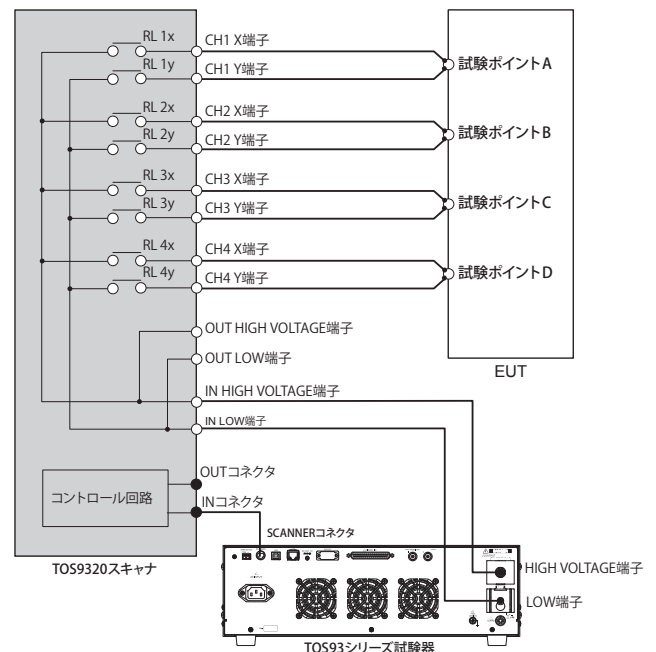 RL 1x
CH1 X端子
RL 1y
CH1 Y端子
試験ポイントA
RL 2x
CH2 X端子
RL 2y
CH2 Y端子
試験ポイントB
RL 3x
CH3 X端子
RL 3y
CH3 Y端子
試験ポイントC
RL 4x
CH4 X端子
RL 4y
CH4 Y端子
試験ポイントD
OUT HIGH VOLTAGE端子
OUT LOW端子
EUT
IN HIGH VOLTAGE端子
IN LOW端子
OUTコネクタ
コントロール回路
INコネクタ
SCANNERコネクタ
TOS9320スキャナ
HIGH VOLTAGE端子
LOW端子
TOS93シリーズ試験器